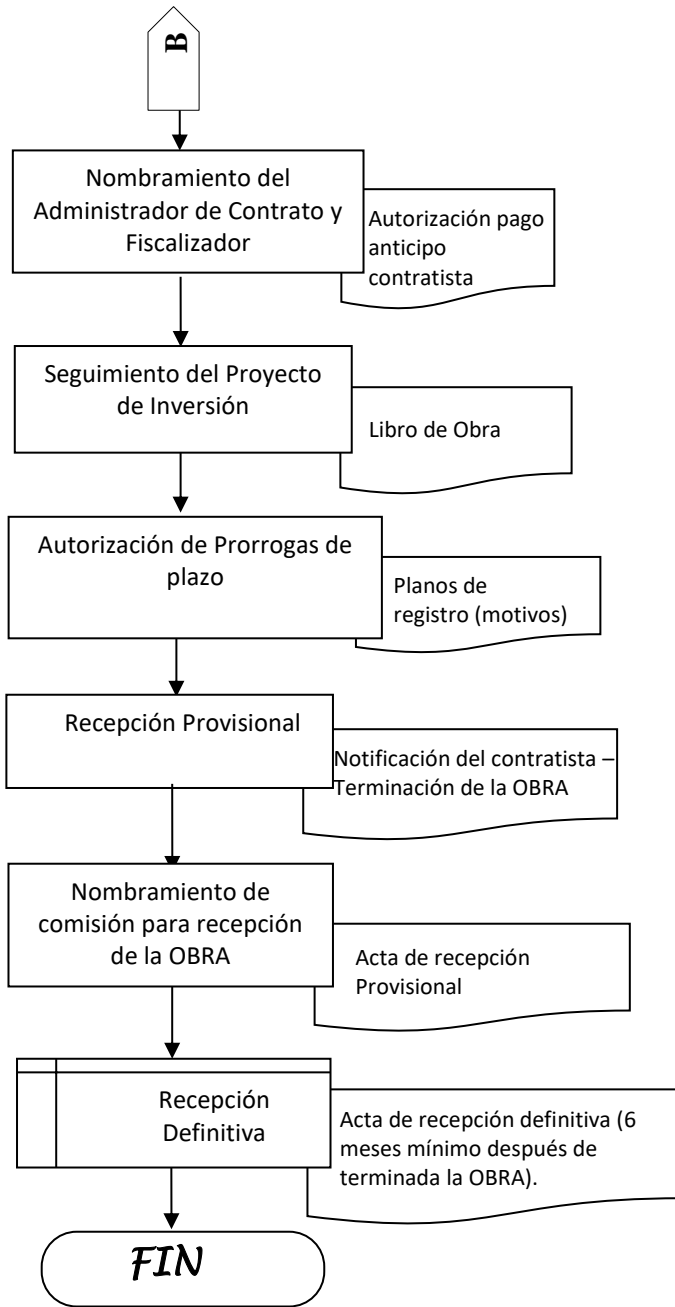 B
Nombramiento del
Administrador de Contrato y
Fiscalizador
Autorización pago
anticipo
contratista
Seguimiento del Proyecto
de Inversión
Libro de Obra
Autorización de Prorrogas de
plazo
Planos de
registro (motivos)
Recepción Provisional
Notificación del contratista –
Terminación de la OBRA
Nombramiento de
comisión para recepción
de la OBRA
Acta de recepción
Provisional
Recepción
Definitiva
Acta de recepción definitiva (6
meses mínimo después de
terminada la OBRA).
FIN